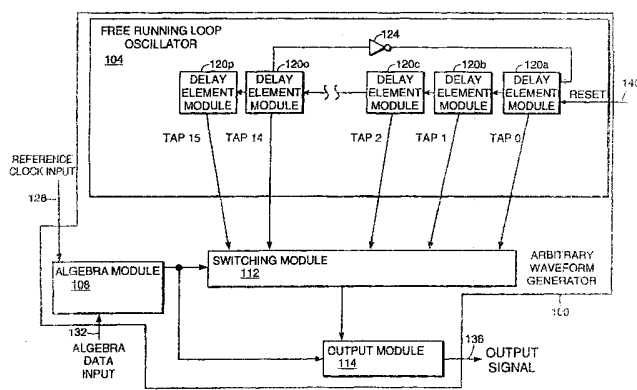 FREE RUNNING LOOP
OSCILLATOR
104
124
120p
120o
120c
120b
120a
DELAY
ELEMENT
MODULE
DELAY
ELEMENT
MODULE
DELAY
ELEMENT
MODULE
DELAY
ELEMENT
MODULE
DELAY
ELEMENT
MODULE
RESET
140
TAP 15
TAP 14
TAP 2
TAP 1
TAP 0
REFERENCE
CLOCK INPUT
128
ALGEBRA MODULE
108
SWITCHING MODULE
112
ARBITRARY
WAVEFORM
GENERATOR
100
132
ALGEBRA
DATA
INPUT
OUTPUT MODULE
114
136
OUTPUT
SIGNAL